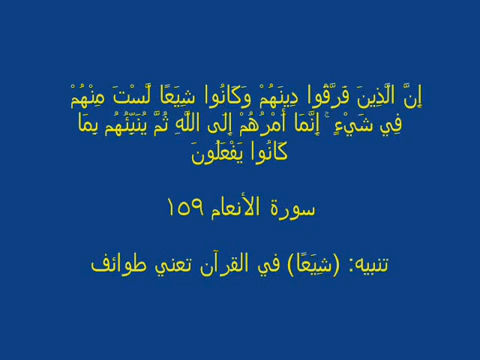 إِنَّ الَّذِينَ فَرَّقُوا دِينَهُمْ وَكَانُوا شِيَعًا لَّسْتَ مِنْهُمْ
فِي شَيْءٍ ۚ إِنَّمَا أَمْرُهُمْ إِلَى اللَّهِ ثُمَّ يُنَبِّئُهُم بِمَا
كَانُوا يَفْعَلُونَ
سورة الأنعام ١٥٩
تنبيه: (شِيَعًا) في القرآن تعني طوائف